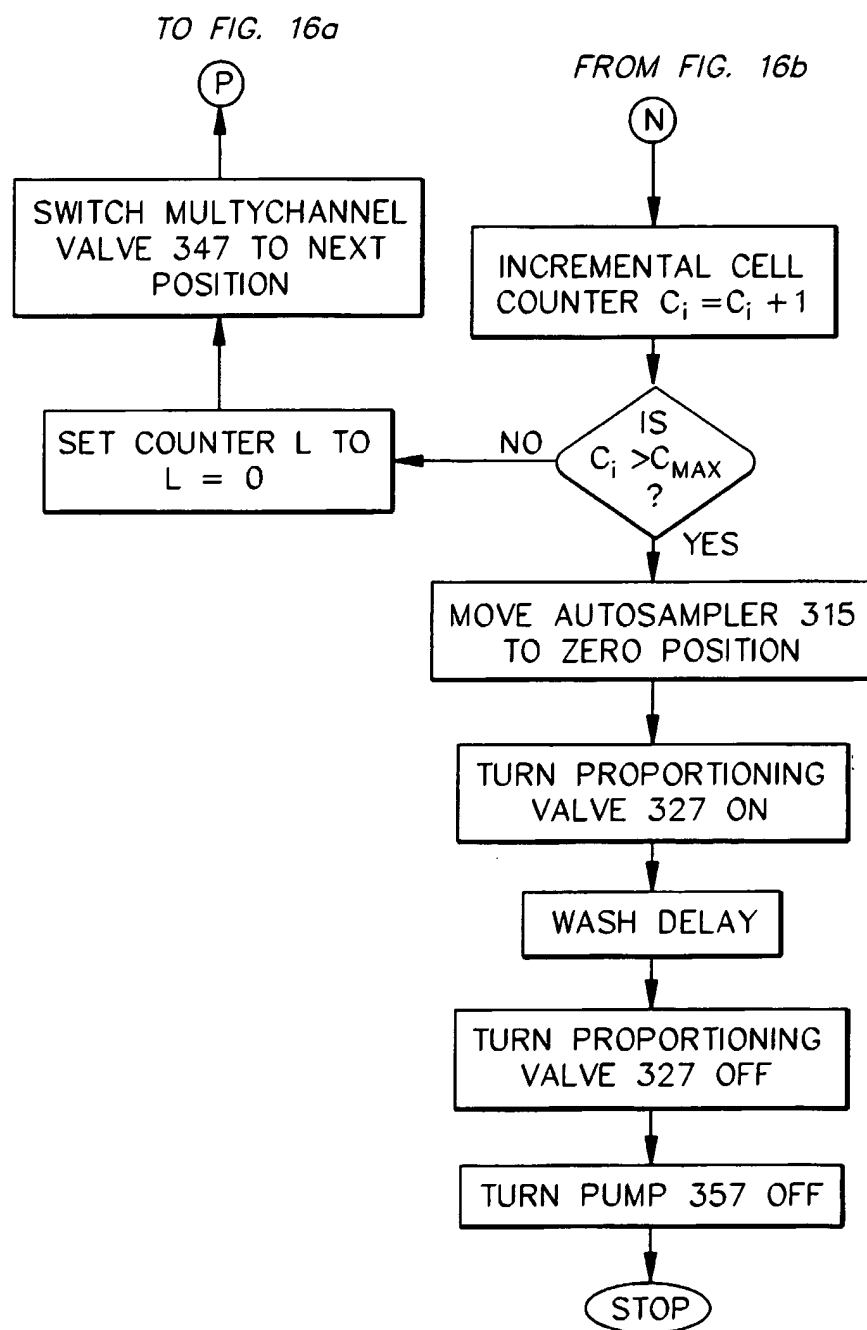 TO FIG. 16a
P
SWITCH MULTYCHANNEL
VALVE 347 TO NEXT
POSITION
SET COUNTER L TO
L = 0
FROM FIG. 16b
N
INCREMENTAL CELL
COUNTER Ci =Ci +1
IS
Ci >CMAX
?
NO
YES
MOVE AUTOSAMPLER 315
TO ZERO POSITION
TURN PROPORTIONING
VALVE 327 ON
WASH DELAY
TURN PROPORTIONING
VALVE 327 OFF
TURN PUMP 357 OFF
STOP